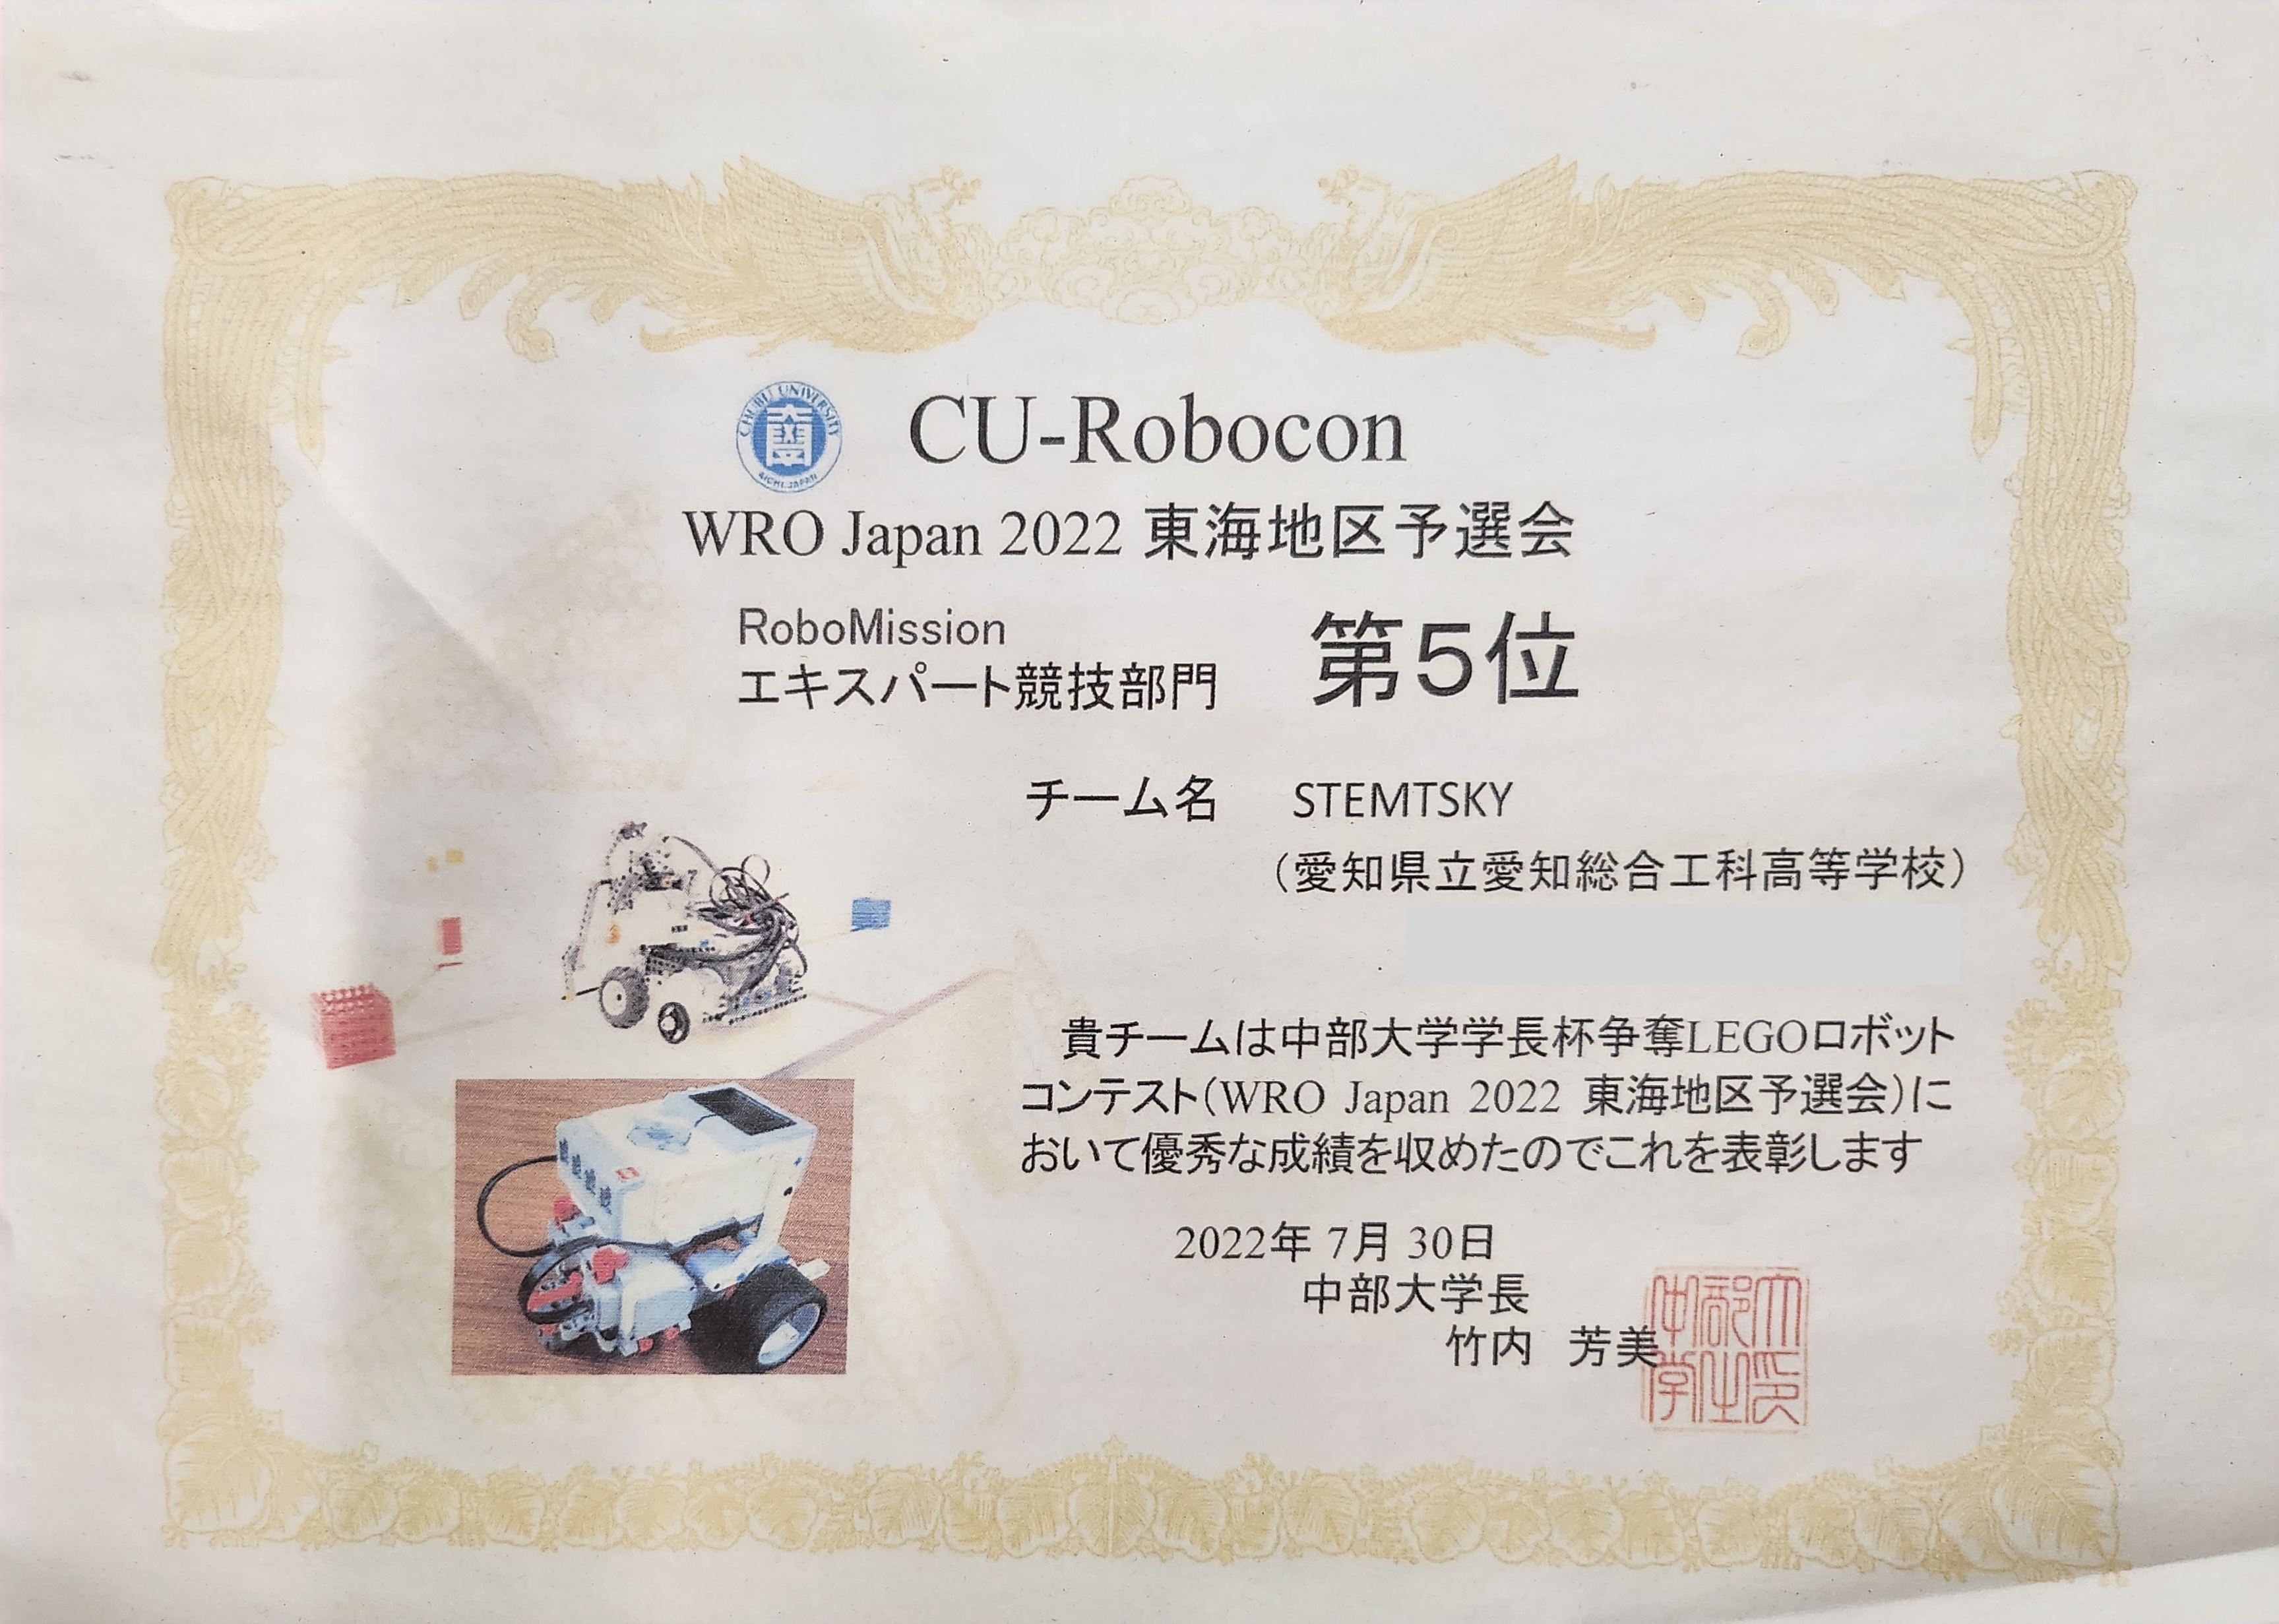 CHUBU UNIVERSITY
AICHI JAPAN
CU-Robocon
WRO Japan 2022 東海地区予選会
RoboMission
エキスパート競技部門
第5位
チーム名 STEMTSKY
（愛知県立愛知総合工科高等学校）
貴チームは中部大学学長杯争奪LEGOロボット
コンテスト(WRO Japan 2022 東海地区予選会)に
おいて優秀な成績を収めたのでこれを表彰します
2022年 7月 30日
中部大学長
竹内 芳美